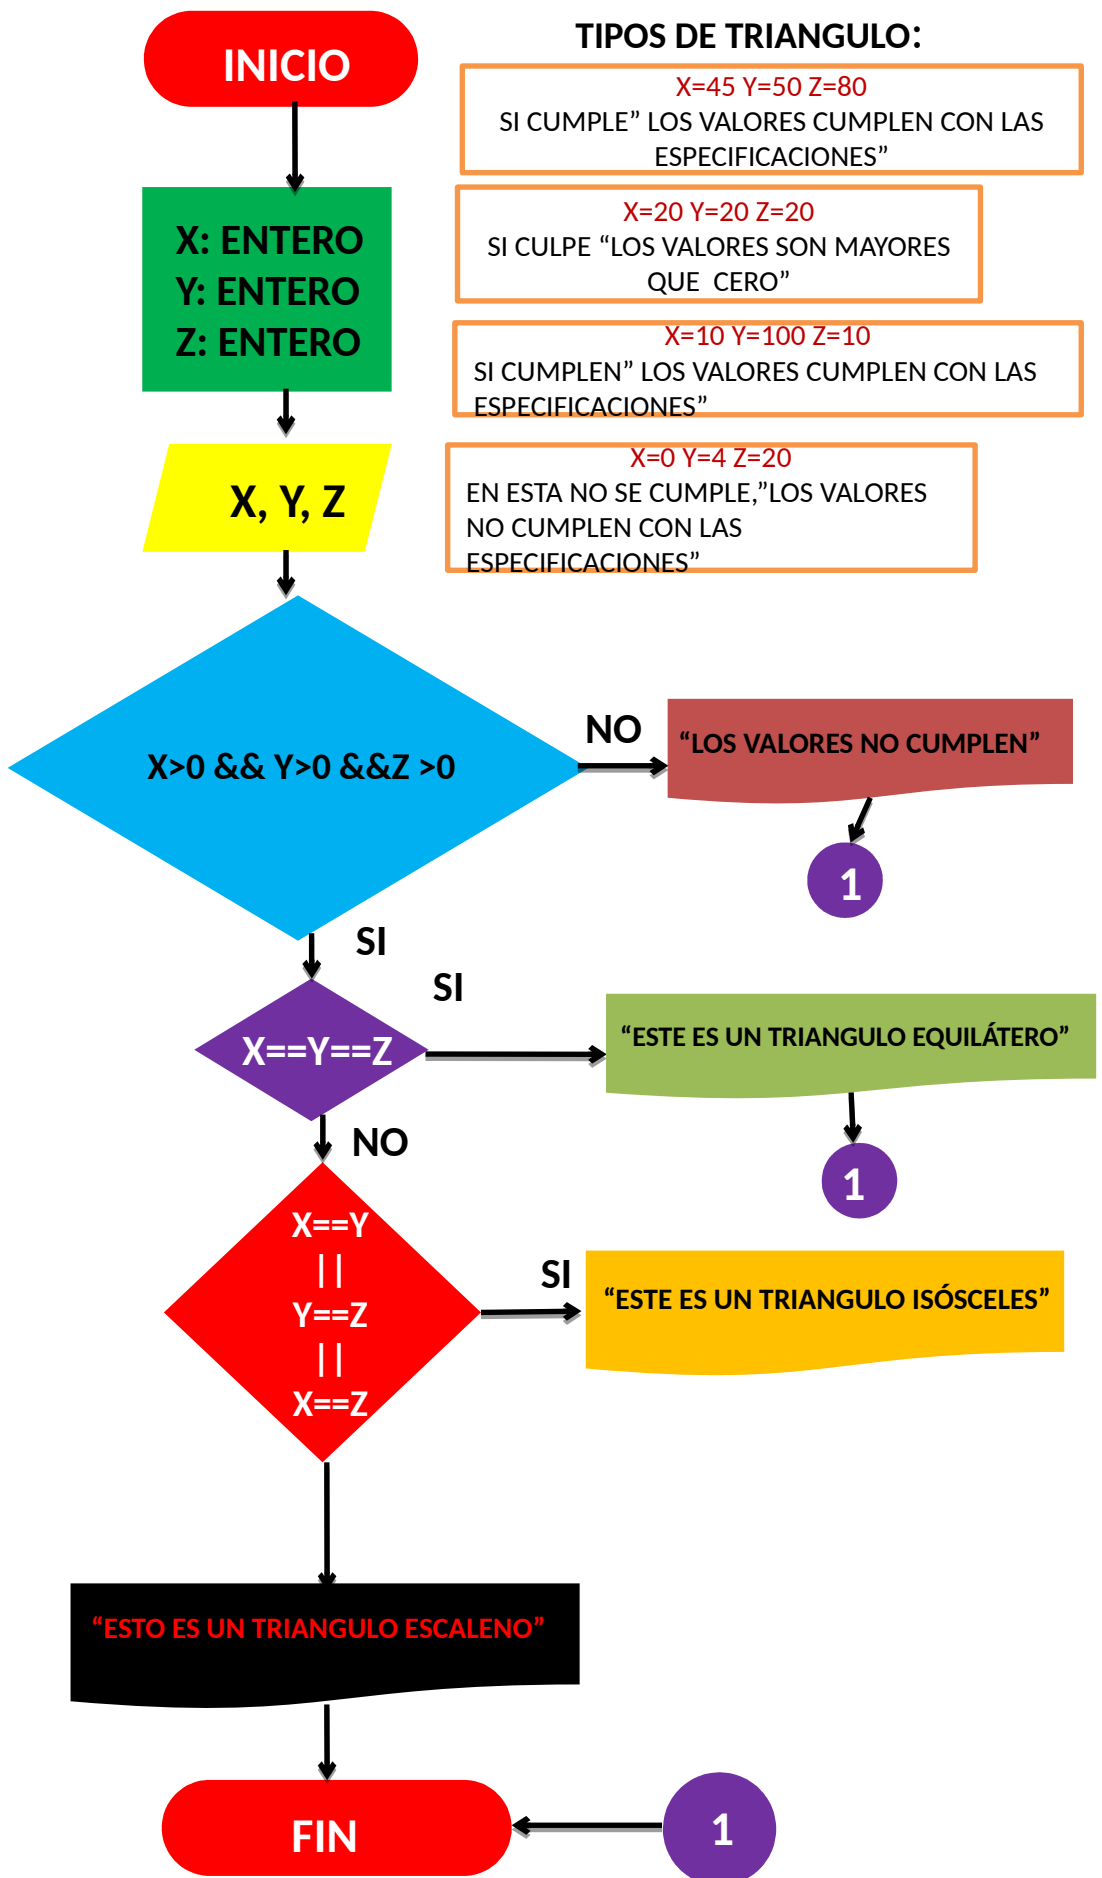 INICIO
TIPOS DE TRIANGULO:
X=45 Y=50 Z=80
SI CUMPLE” LOS VALORES CUMPLEN CON LAS
ESPECIFICACIONES”
X: ENTERO
Y: ENTERO
Z: ENTERO
X=20 Y=20 Z=20
SI CULPE “LOS VALORES SON MAYORES
QUE  CERO”
X=10 Y=100 Z=10
SI CUMPLEN” LOS VALORES CUMPLEN CON LAS
ESPECIFICACIONES”
X, Y, Z
X=0 Y=4 Z=20
EN ESTA NO SE CUMPLE,”LOS VALORES
NO CUMPLEN CON LAS
ESPECIFICACIONES”
X>0 && Y>0 &&Z >0
NO
“LOS VALORES NO CUMPLEN”
1
SI
SI
X==Y==Z
“ESTE ES UN TRIANGULO EQUILÁTERO”
1
NO
X==Y
||
Y==Z
||
X==Z
SI
“ESTE ES UN TRIANGULO ISÓSCELES”
“ESTO ES UN TRIANGULO ESCALENO”
FIN
1